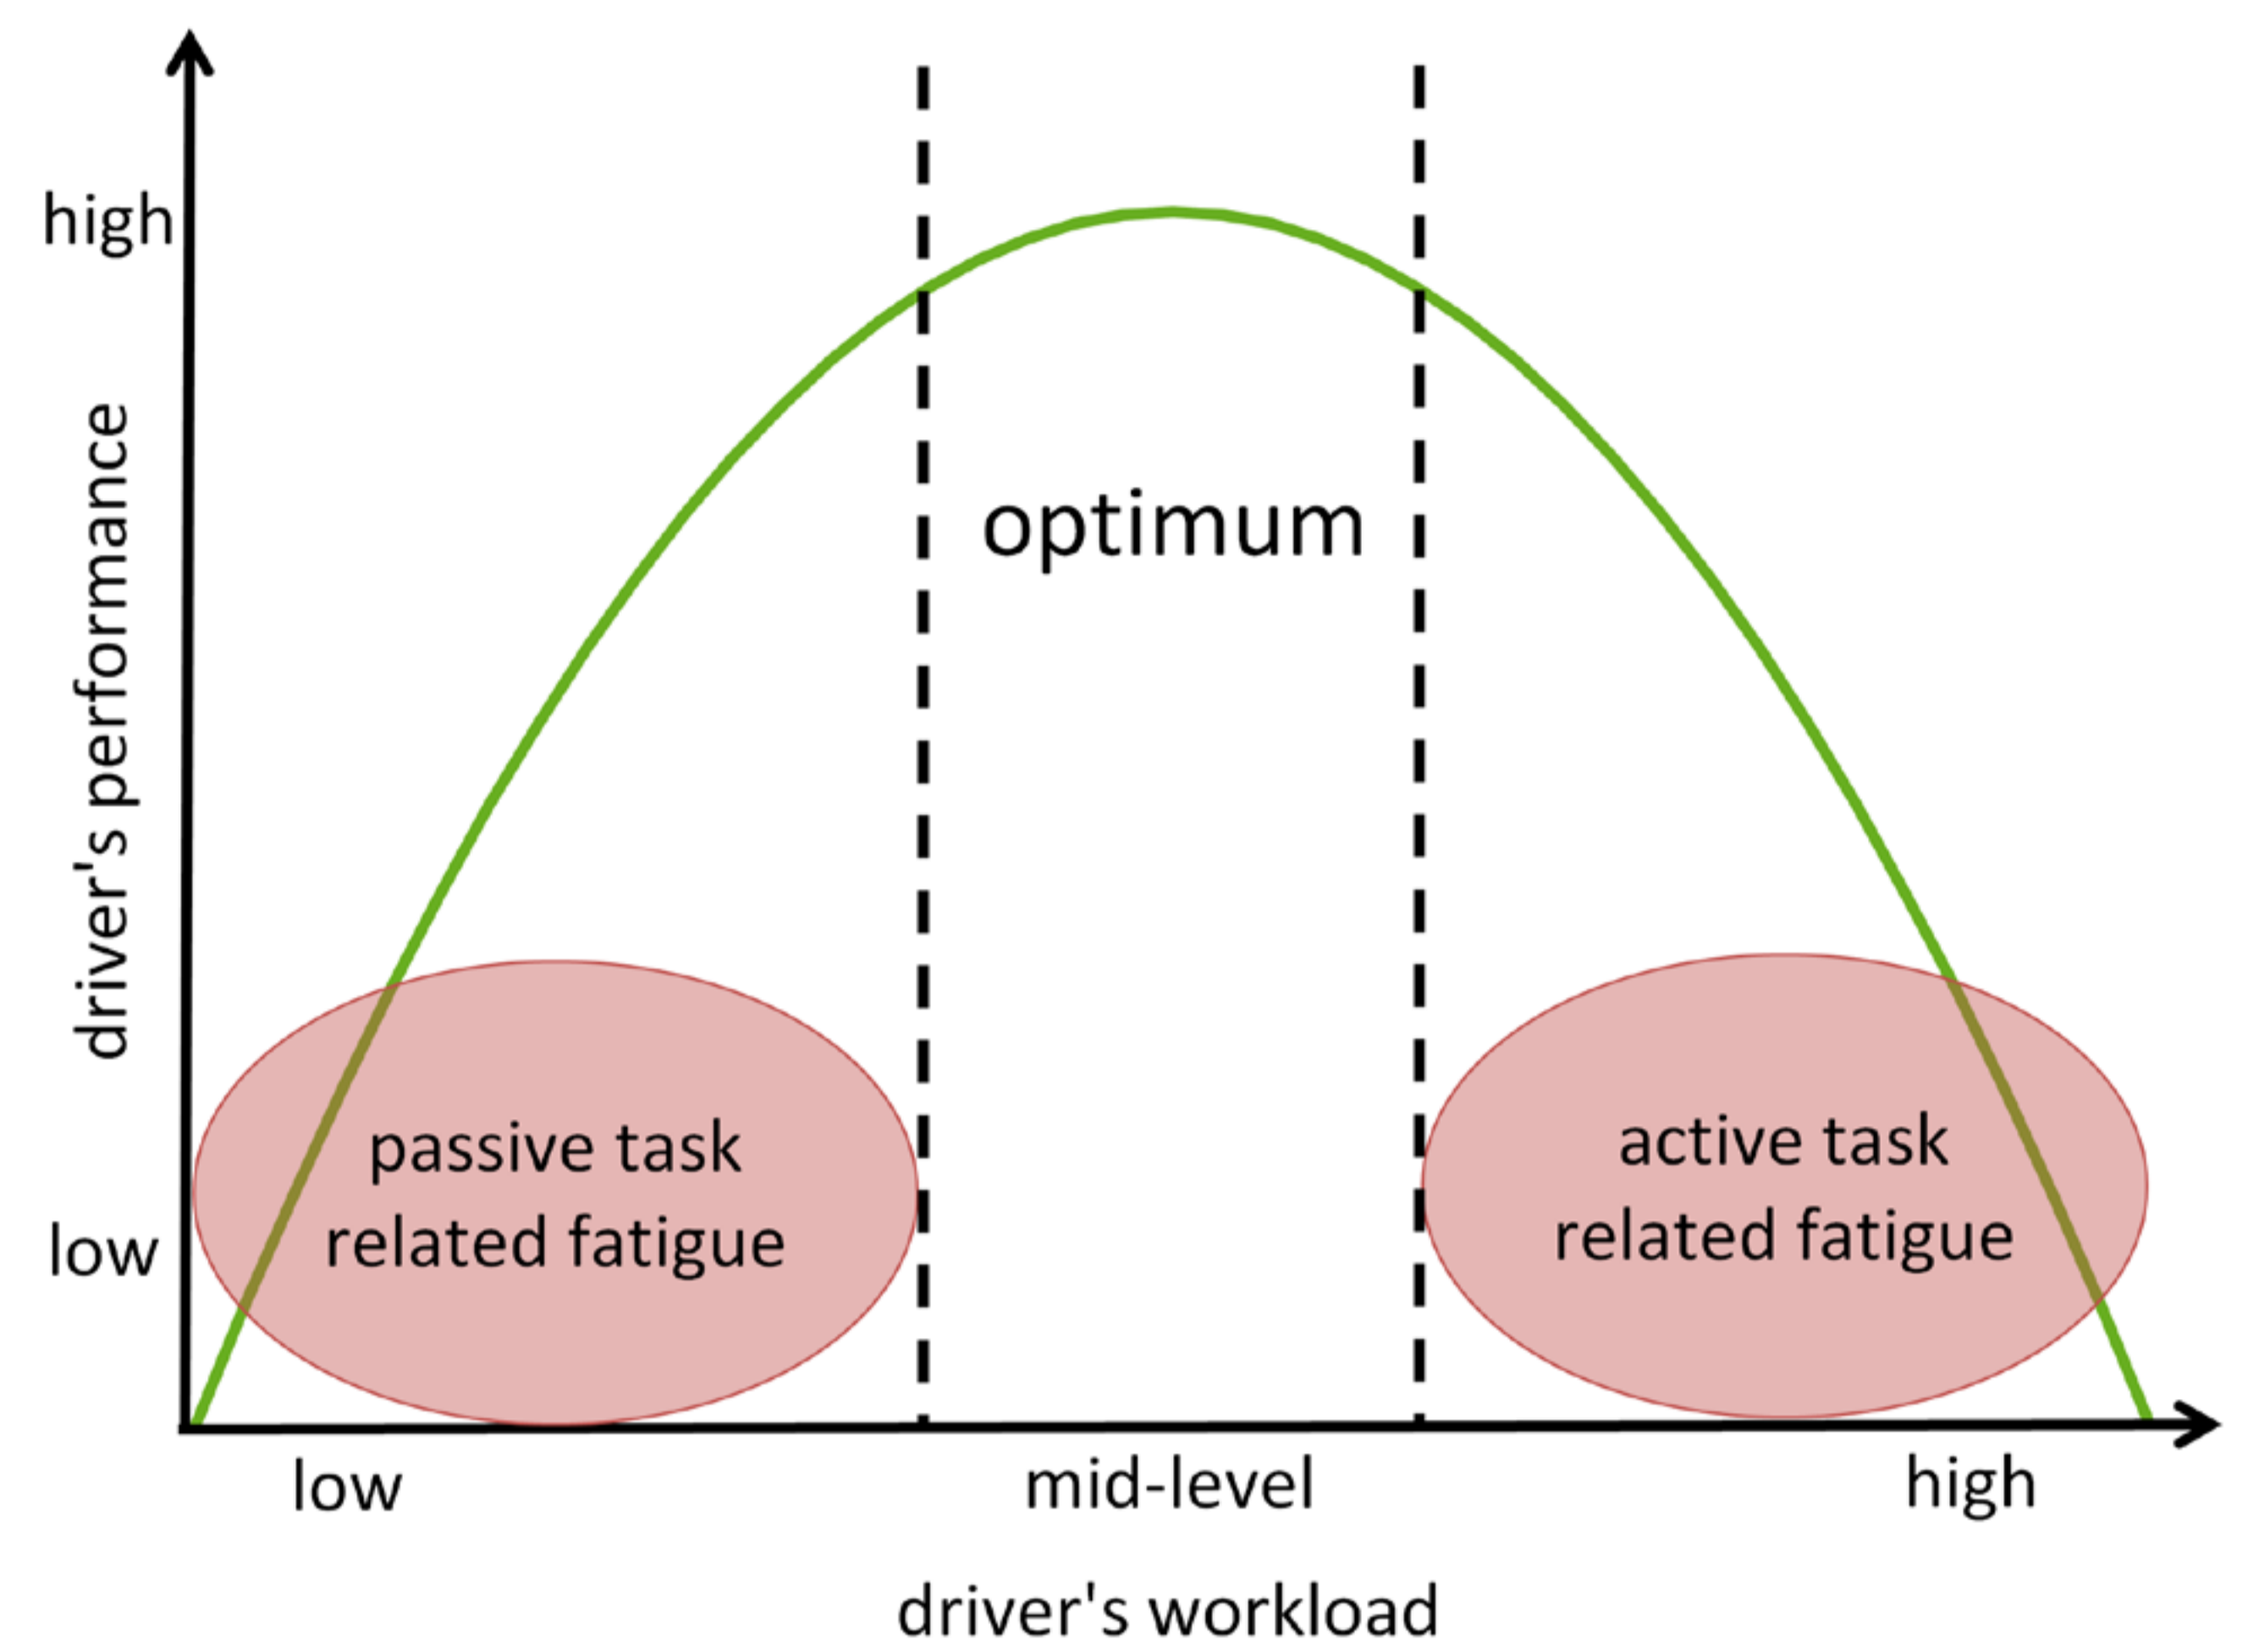 high
driver's performance
low
optimum
passive task
related fatigue
active task
related fatigue
low
mid-level
high
driver's workload